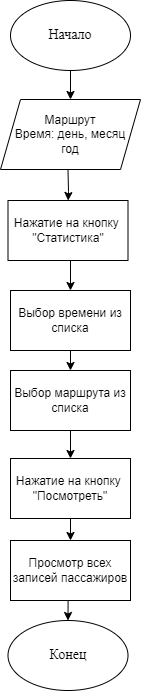 Начало
Маршрут
Время: день, месяц
год
Нажатие на кнопку
"Статистика"
Выбор времени из
списка
Выбор маршрута из
списка
Нажатие на кнопку
"Посмотреть"
Просмотр всех
записей пассажиров
Конец